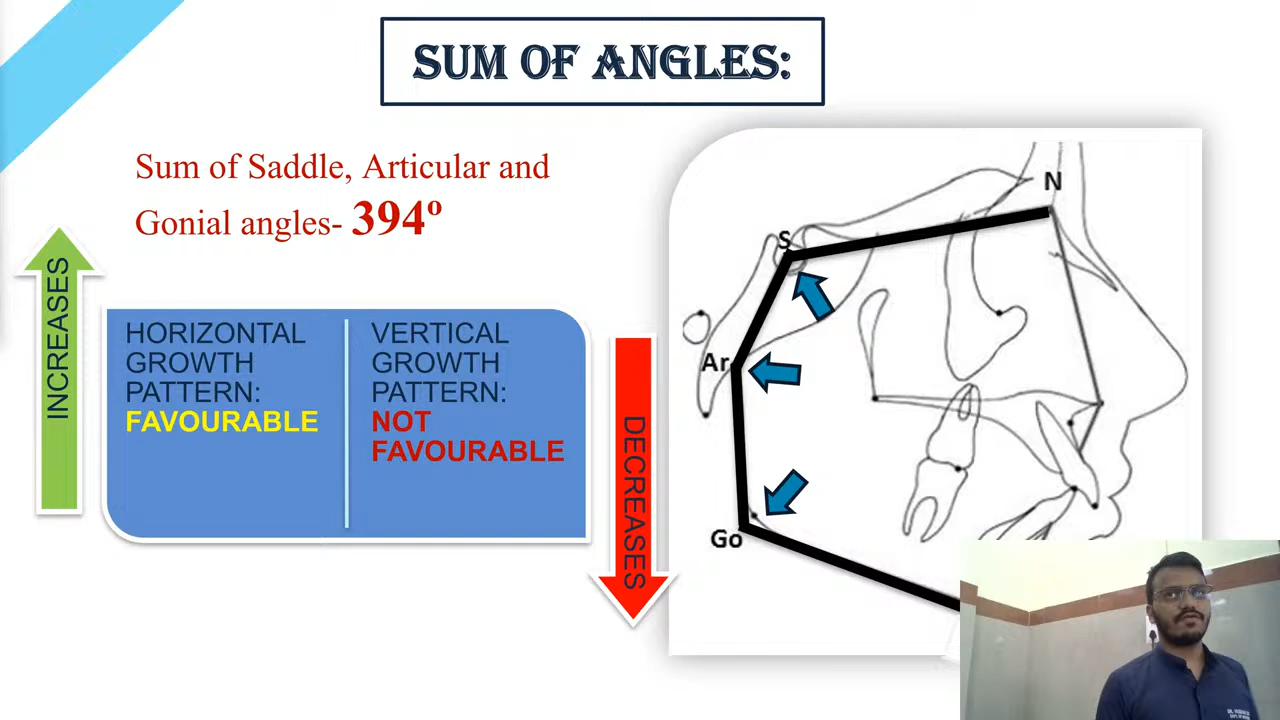 SUM OF ANGLES:
Sum of Saddle, Articular and
Gonial angles- 394º
INCREASES
HORIZONTAL
GROWTH
PATTERN:
FAVOURABLE
VERTICAL
GROWTH
PATTERN:
NOT
FAVOURABLE
DECREASES
N
S
Ar
Go